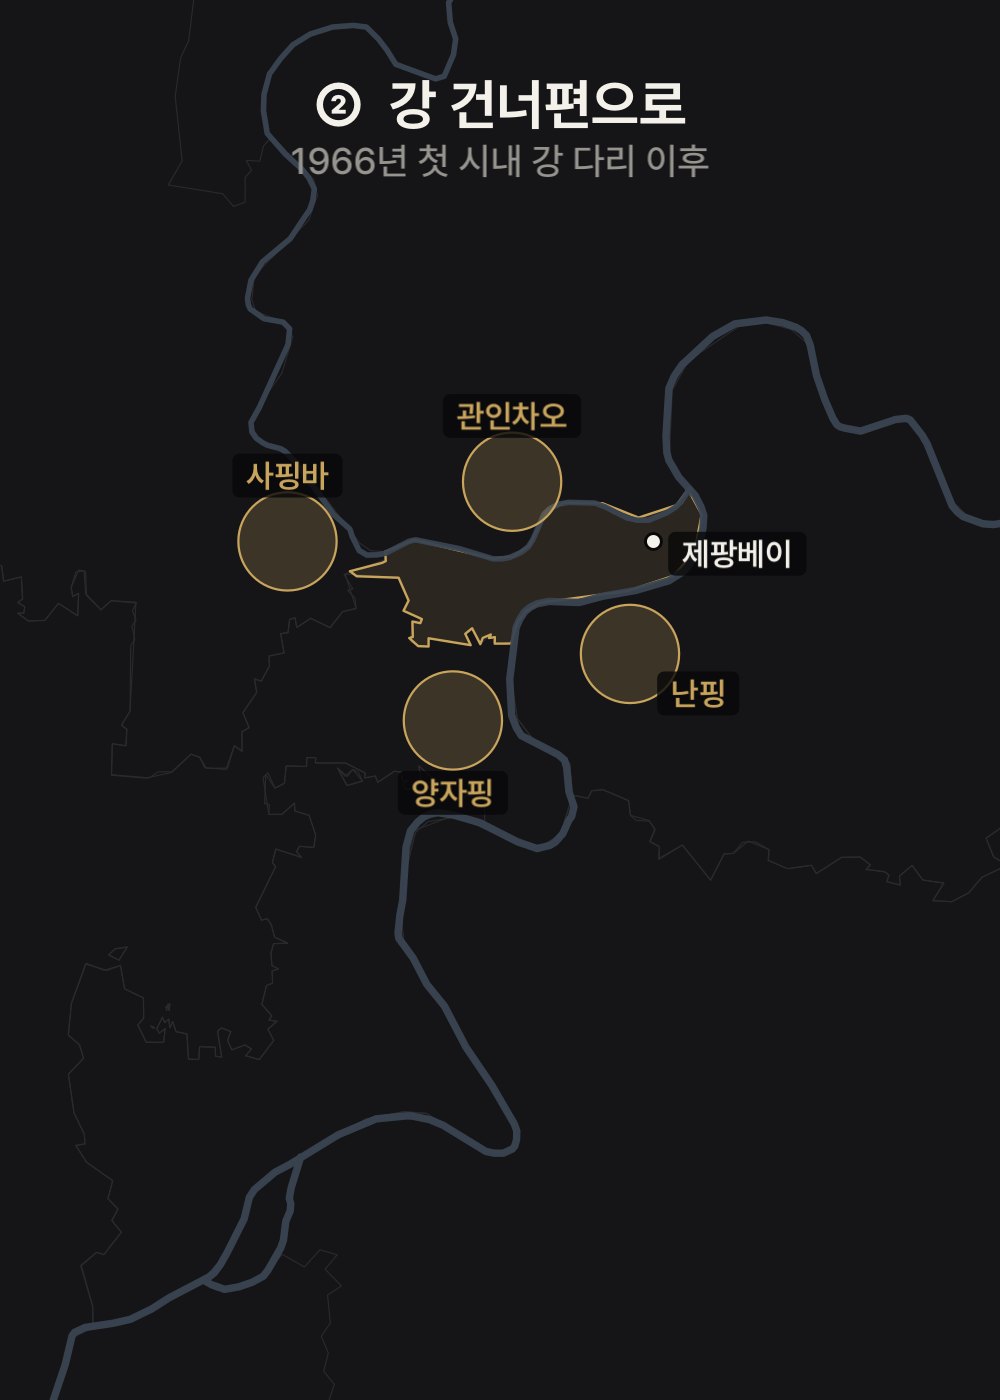 ② 강 건너편으로
1966년 첫 시내 강 다리 이후
관인차오
사핑바
제팡베이
난핑
양자핑